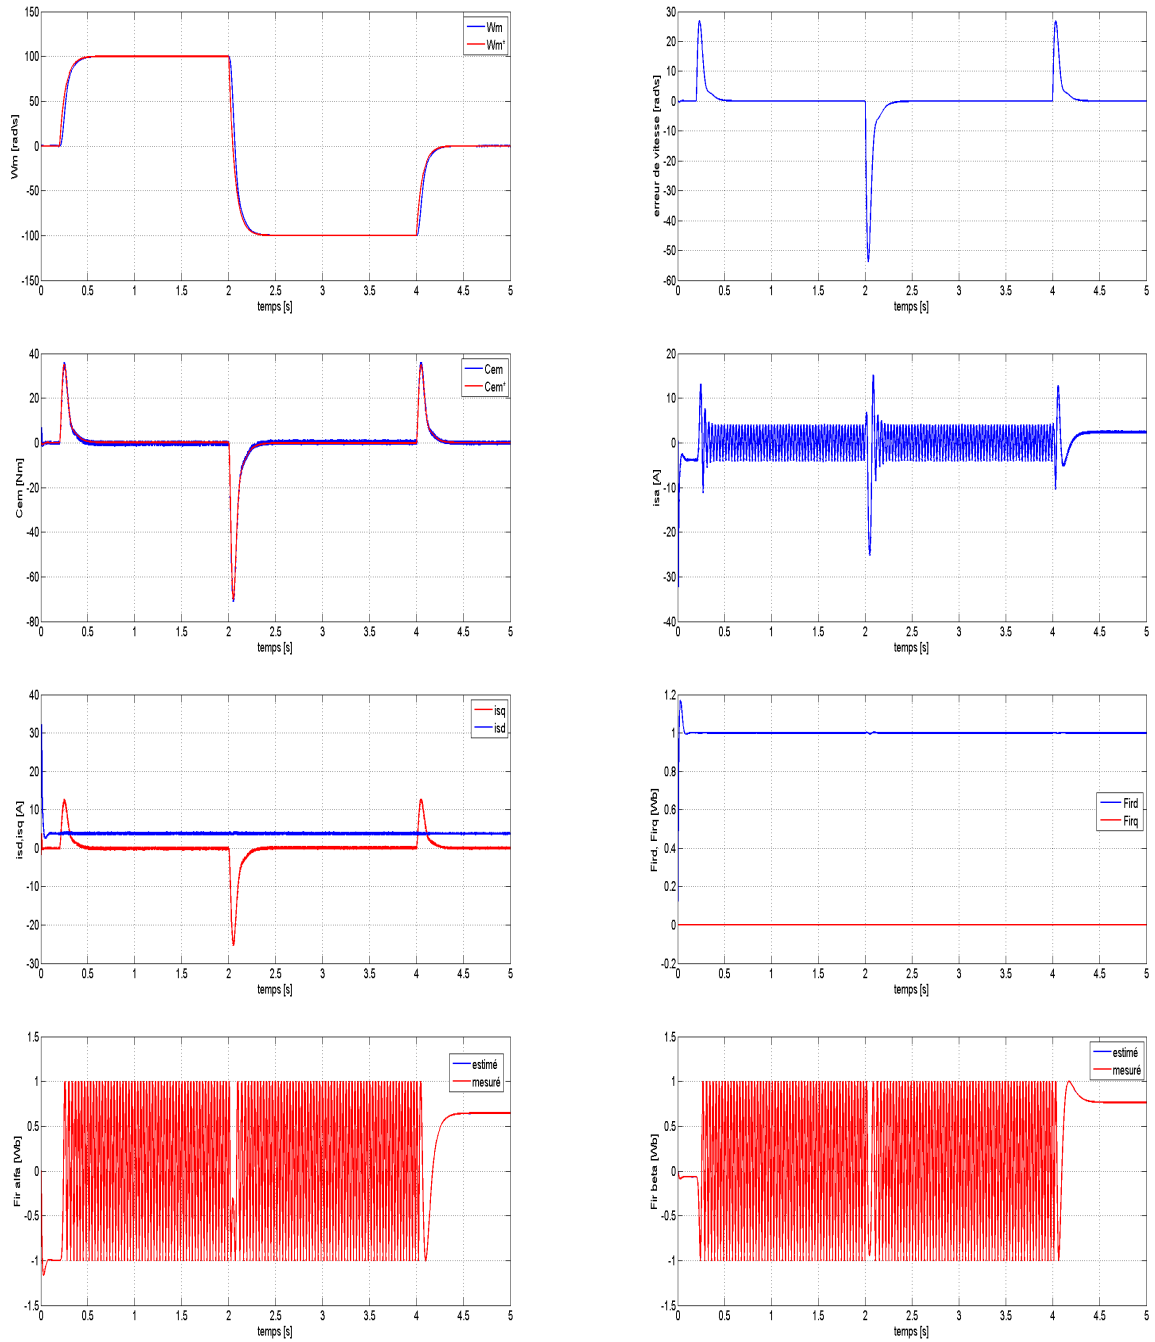 Wm
Wm*
150
100
50
0
-50
-100
-150
Wm [rad\s]
0 0.5 1 1.5 2 2.5 3 3.5 4 4.5 5
temps [s]
30
20
10
0
-10
-20
-30
-40
-50
-60
erreur de vitesse [rad\s]
0 0.5 1 1.5 2 2.5 3 3.5 4 4.5 5
temps [s]
Cem
Cem*
40
20
0
-20
-40
-60
-80
Cem [Nm]
0 0.5 1 1.5 2 2.5 3 3.5 4 4.5 5
temps [s]
20
10
0
-10
-20
-30
-40
isa [A]
0 0.5 1 1.5 2 2.5 3 3.5 4 4.5 5
temps [s]
isq
isd
40
30
20
10
0
-10
-20
-30
isd,isq [A]
0 0.5 1 1.5 2 2.5 3 3.5 4 4.5 5
temps [s]
Fird
Firq
1.2
1
0.8
0.6
0.4
0.2
0
-0.2
Fird, Firq [Wb]
0 0.5 1 1.5 2 2.5 3 3.5 4 4.5 5
temps [s]
estimé
mesuré
1.5
1
0.5
0
-0.5
-1
-1.5
Fir alfa [Wb]
0 0.5 1 1.5 2 2.5 3 3.5 4 4.5 5
temps [s]
estimé
mesuré
1.5
1
0.5
0
-0.5
-1
-1.5
Fir beta [Wb]
0 0.5 1 1.5 2 2.5 3 3.5 4 4.5 5
temps [s]